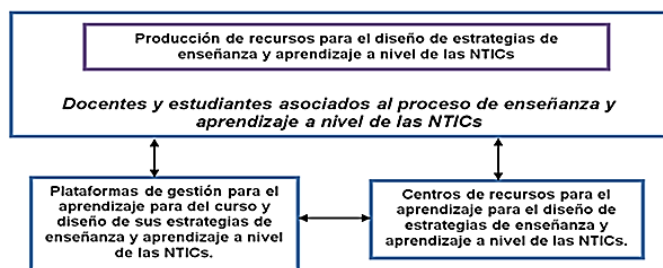 Producción de recursos para el diseño de estrategias de
enseñanza y aprendizaje a nivel de las NTICs
Docentes y estudiantes asociados al proceso de enseñanza y
aprendizaje a nivel de las NTICs
Plataformas de gestión para el
aprendizaje para del curso y
diseño de sus estrategias de
enseñanza y aprendizaje a nivel
de las NTICs.
Centros de recursos para el
aprendizaje para el diseño de
estrategias de enseñanza y
aprendizaje a nivel de las NTICs.